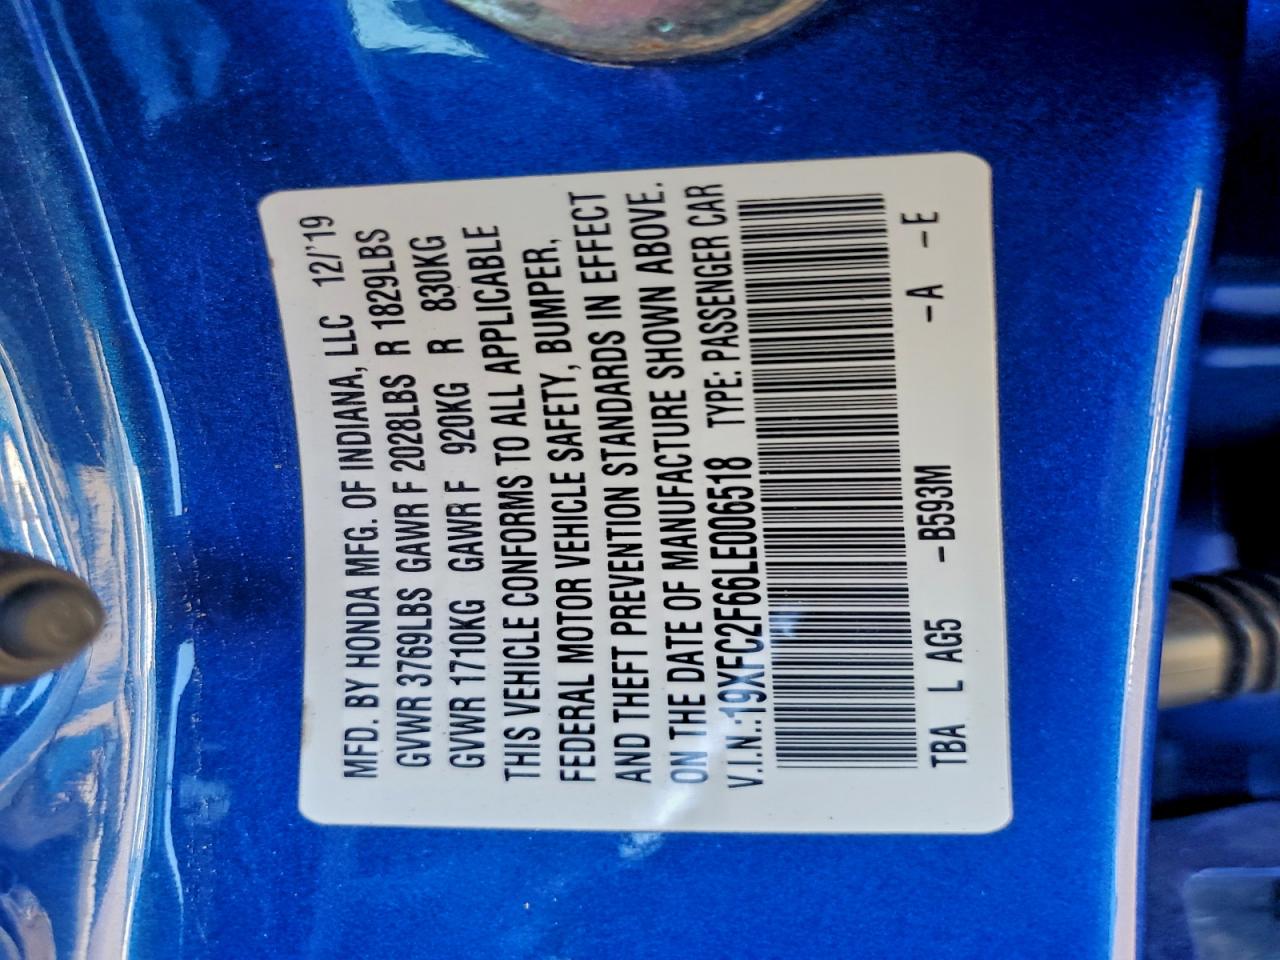 MFD. BY HONDA MFG. OF INDIANA, LLC 12/'19
GVWR 3769LBS GAWR F 2028LBS R 1829LBS
GVWR 1710KG GAWR F 920KG R 830KG
THIS VEHICLE CONFORMS TO ALL APPLICABLE
FEDERAL MOTOR VEHICLE SAFETY, BUMPER,
AND THEFT PREVENTION STANDARDS IN EFFECT
ON THE DATE OF MANUFACTURE SHOWN ABOVE.
V.I.N.:19XFC2F66LE006518 TYPE: PASSENGER CAR
TBA L AG5 -B593M -A -E